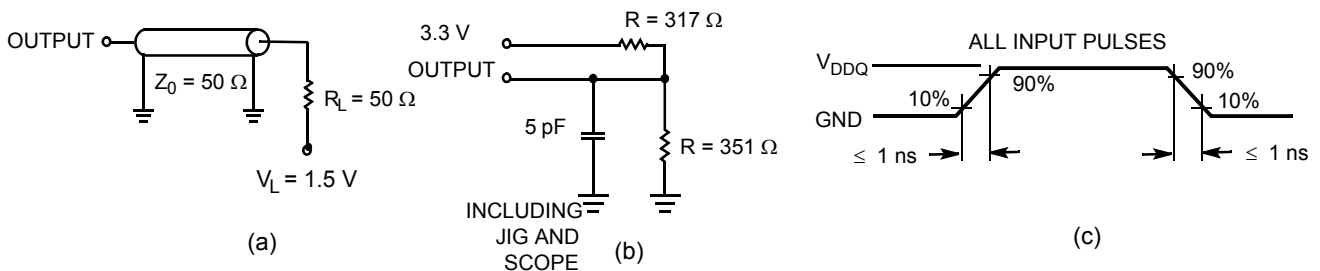 OUTPUT
Z0 = 50 Ω
RL = 50 Ω
VL = 1.5 V
(a)
R = 317 Ω
3.3 V
OUTPUT
5 pF
R = 351 Ω
INCLUDING
JIG AND
SCOPE
(b)
ALL INPUT PULSES
VDDQ
GND
10%
90%
90%
10%
≤ 1 ns
≤ 1 ns
(c)